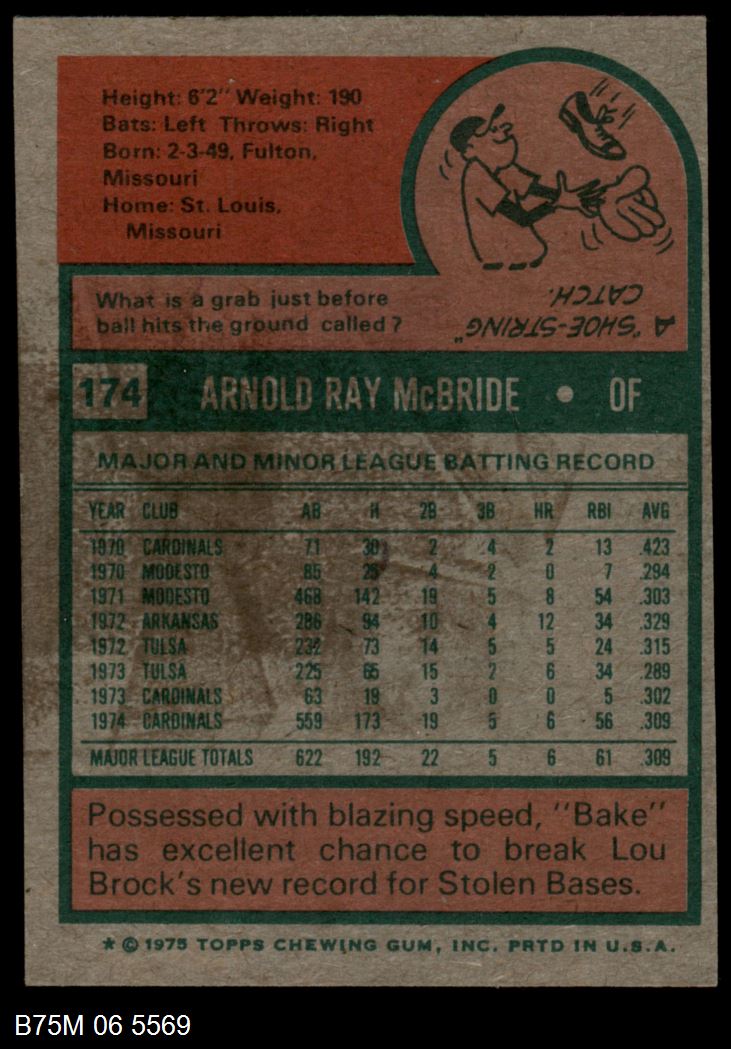 Height: 6'2" Weight: 190
Bats: Left Throws: Right
Born: 2-3-49, Fulton,
Missouri
Home: St. Louis,
Missouri
What is a grab just before
ball hits the ground called?
A "SHOE-STRING"
CATCH.
174 ARNOLD RAY McBRIDE • OF
MAJOR AND MINOR LEAGUE BATTING RECORD
YEAR CLUB AB H 2B 3B HR RBI AVG
1970 CARDINALS 71 30 2 4 2 13 .423
1970 MODESTO 85 25 4 2 0 7 .294
1971 MODESTO 468 142 19 5 8 54 .303
1972 ARKANSAS 286 94 10 4 12 34 .329
1972 TULSA 232 73 14 5 5 24 .315
1973 TULSA 225 65 15 2 6 34 .289
1973 CARDINALS 63 19 3 0 0 5 .302
1974 CARDINALS 559 173 19 5 6 56 .309
MAJOR LEAGUE TOTALS 622 192 22 5 6 61 .309
Possessed with blazing speed, "Bake"
has excellent chance to break Lou
Brock's new record for Stolen Bases.
* © 1975 TOPPS CHEWING GUM, INC. PRTD IN U.S.A.
B75M 06 5569